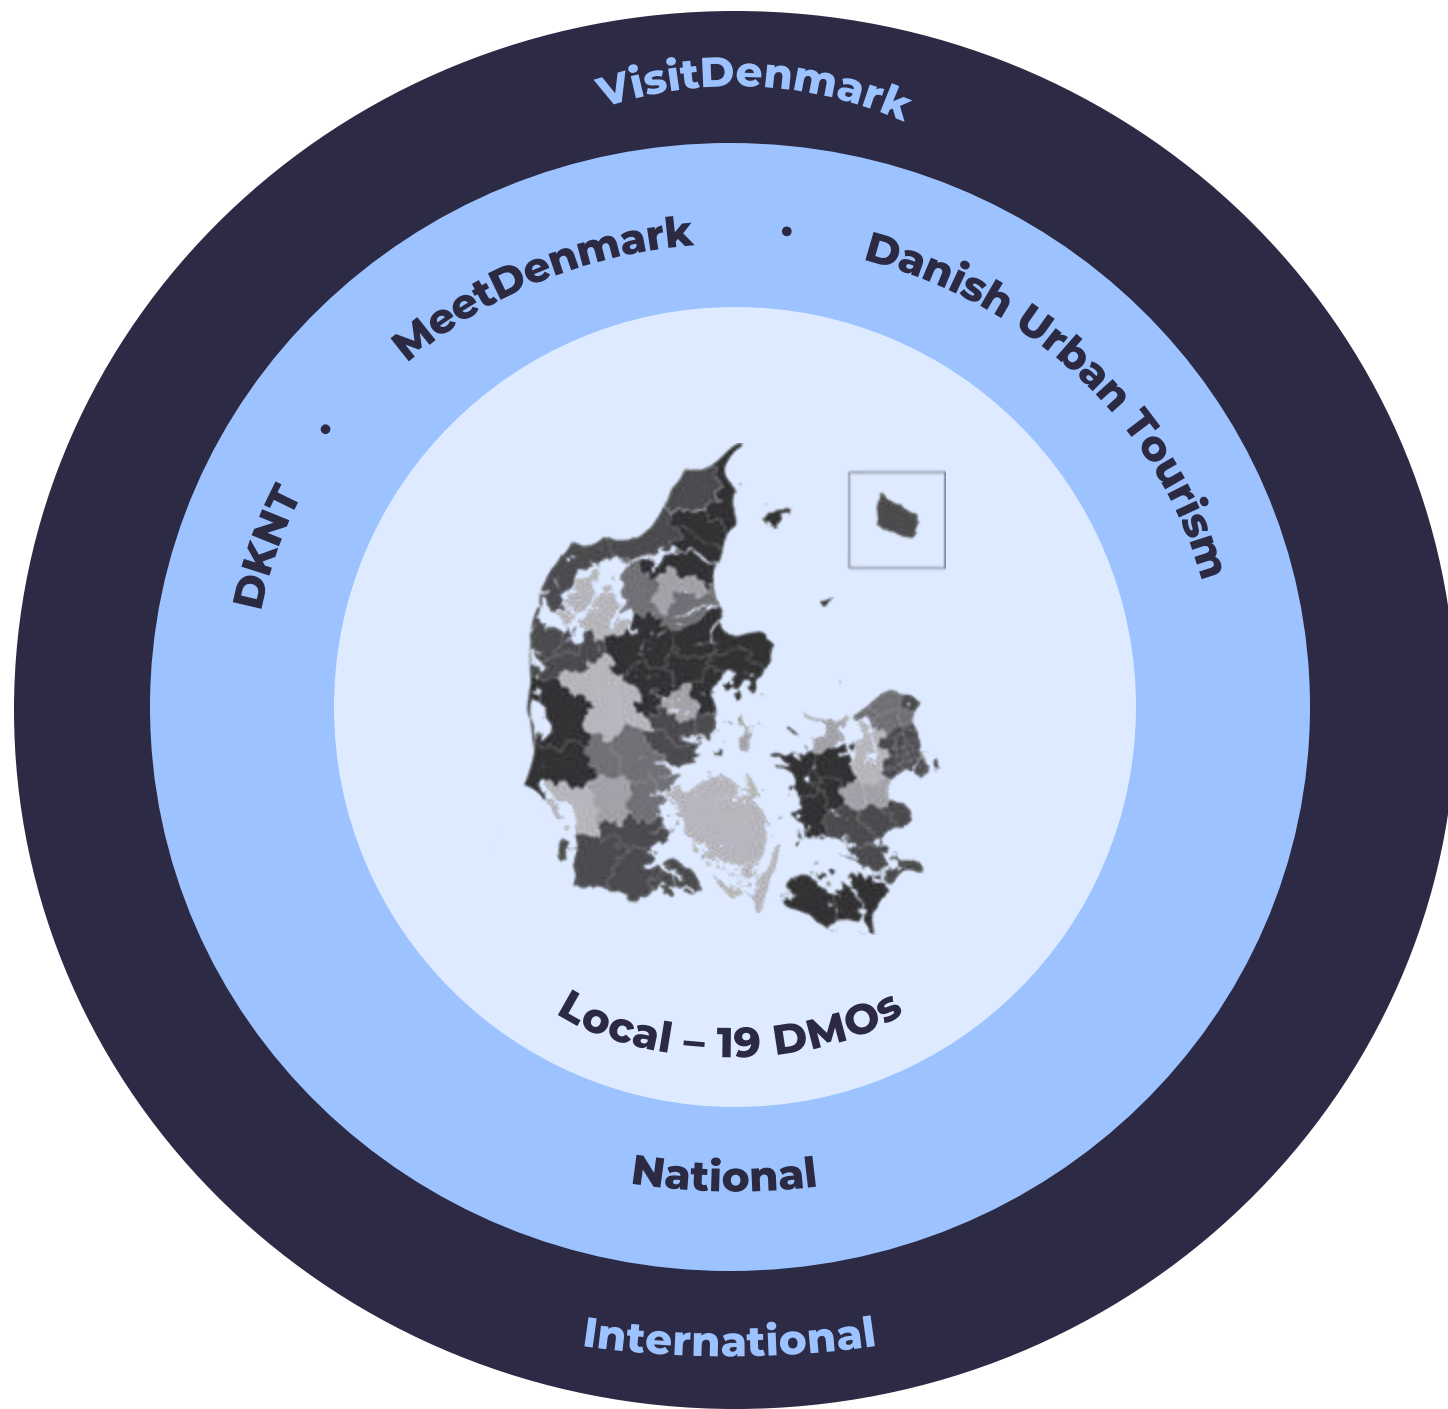 VisitDenmark
DKNT • MeetDenmark • Danish Urban Tourism
Local – 19 DMOs
National
International